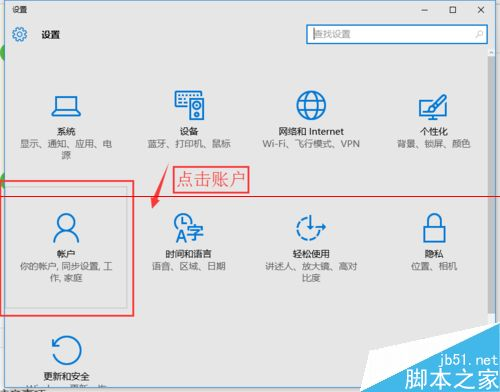 设置
设置
查找设置
系统
设备
网络和 Internet
个性化
显示、通知、应用、电
源
蓝牙、打印机、鼠标
Wi-Fi、飞行模式、VPN
背景、锁屏、颜色
点击账户
帐户
时间和语言
轻松使用
隐私
你的帐户, 同步设置, 工
作, 家庭
语音、区域、日期
讲述人、放大镜、高对
比度
位置、相机
更新和安全
jb51.net
脚本之家